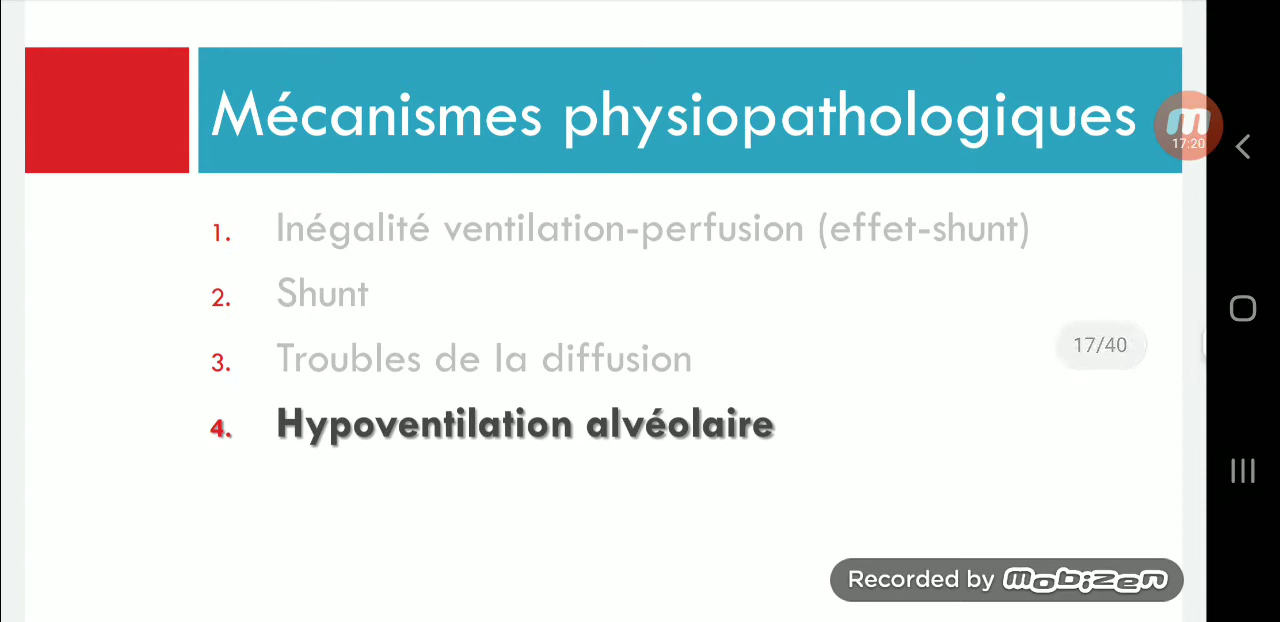 Mécanismes physiopathologiques
17:20
1. Inégalité ventilation-perfusion (effet-shunt)
2. Shunt
3. Troubles de la diffusion
17/40
4. Hypoventilation alvéolaire
Recorded by mobizen